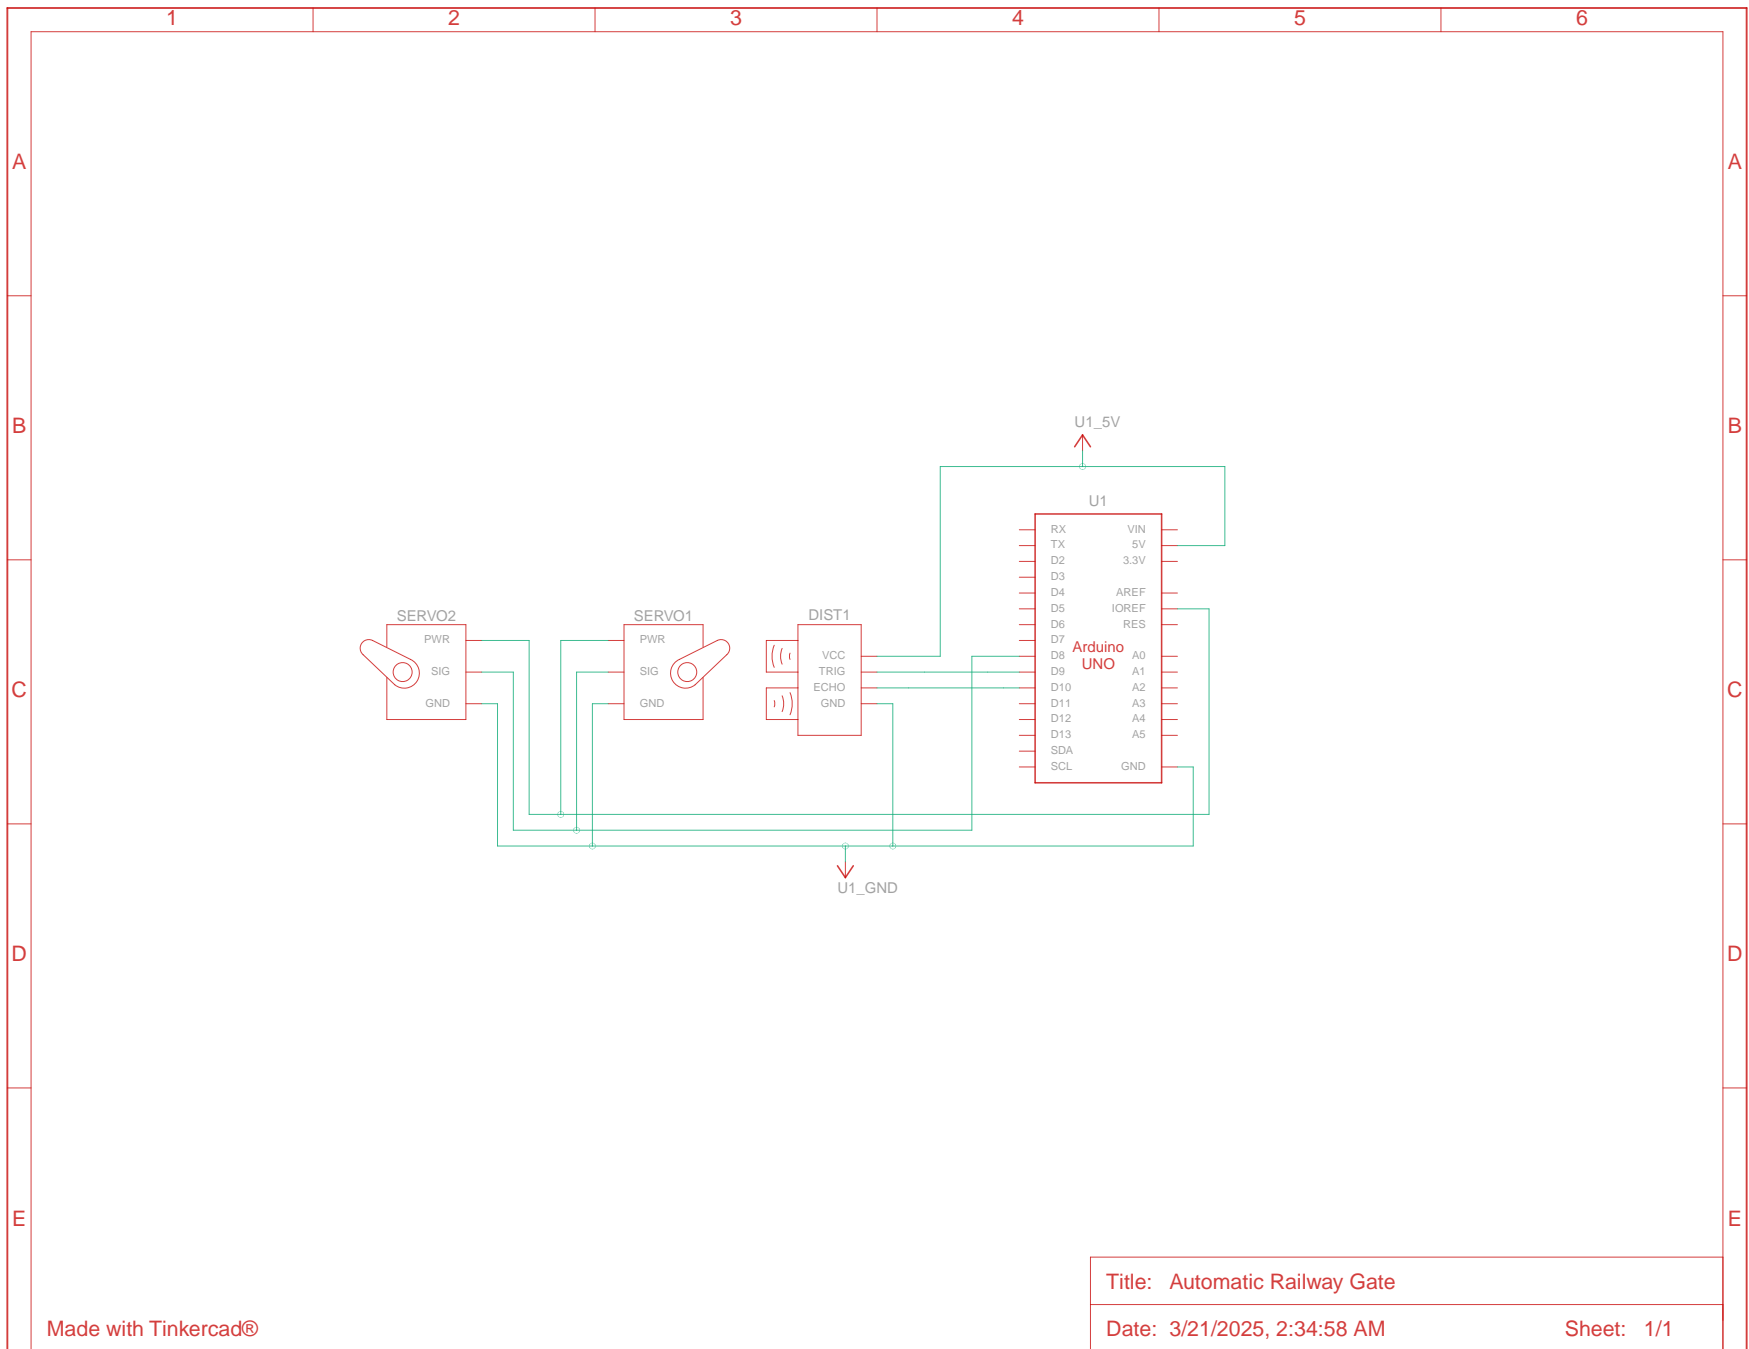 1 2 3 4 5 6
A A
U1_5V
B B
U1
RX VIN
TX 5V
D2 3.3V
D3
D4 AREF
D5 IOREF
D6 RES
D7
Arduino
UNO
D8 A0
D9 A1
D10 A2
D11 A3
D12 A4
D13 A5
SDA
SCL GND
SERVO2
PWR
SIG
GND
SERVO1
PWR
SIG
GND
DIST1
VCC
TRIG
ECHO
GND
C C
U1_GND
D D
E E
Title: Automatic Railway Gate
Made with Tinkercad®
Date: 3/21/2025, 2:34:58 AM Sheet: 1/1